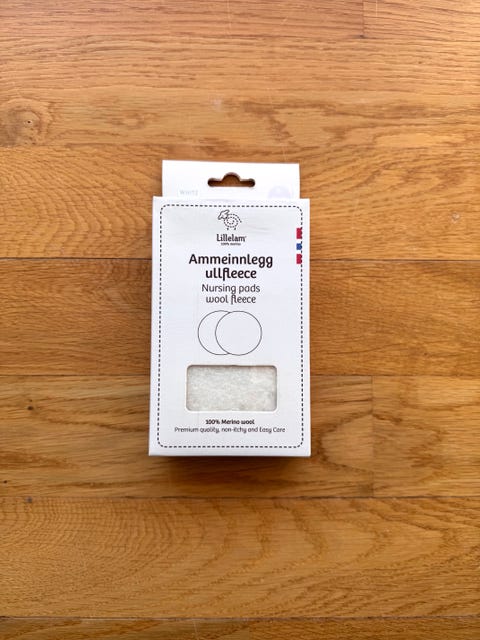 WHITE
Lillelam
100% merino
Ammeinnlegg
ullfleece
Nursing pads
wool fleece
100% Merino wool
Premium quality, non-itchy and Easy Care